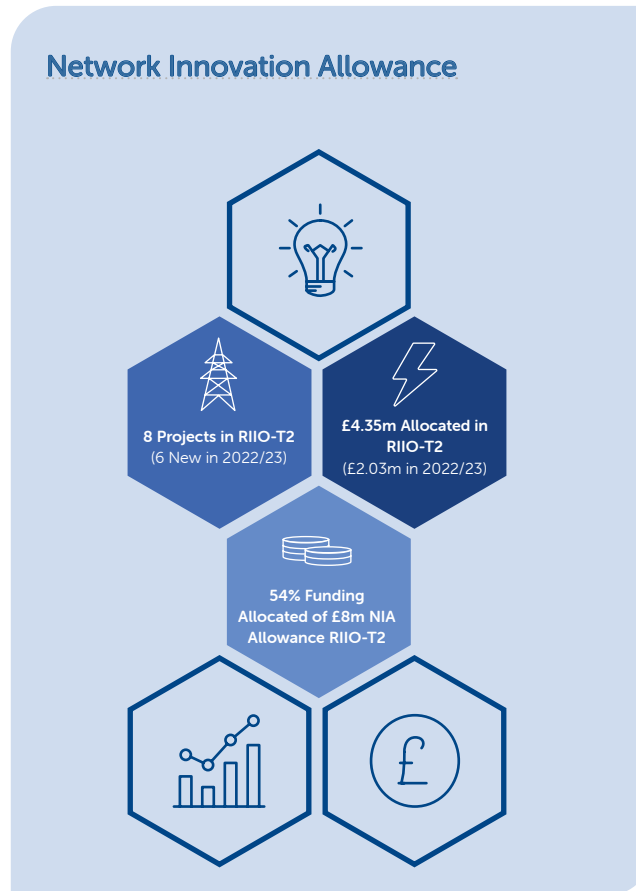 Network Innovation Allowance
8 Projects in RIIO-T2
(6 New in 2022/23)
£4.35m Allocated in
RIIO-T2
(£2.03m in 2022/23)
54% Funding
Allocated of £8m NIA
Allowance RIIO-T2
£